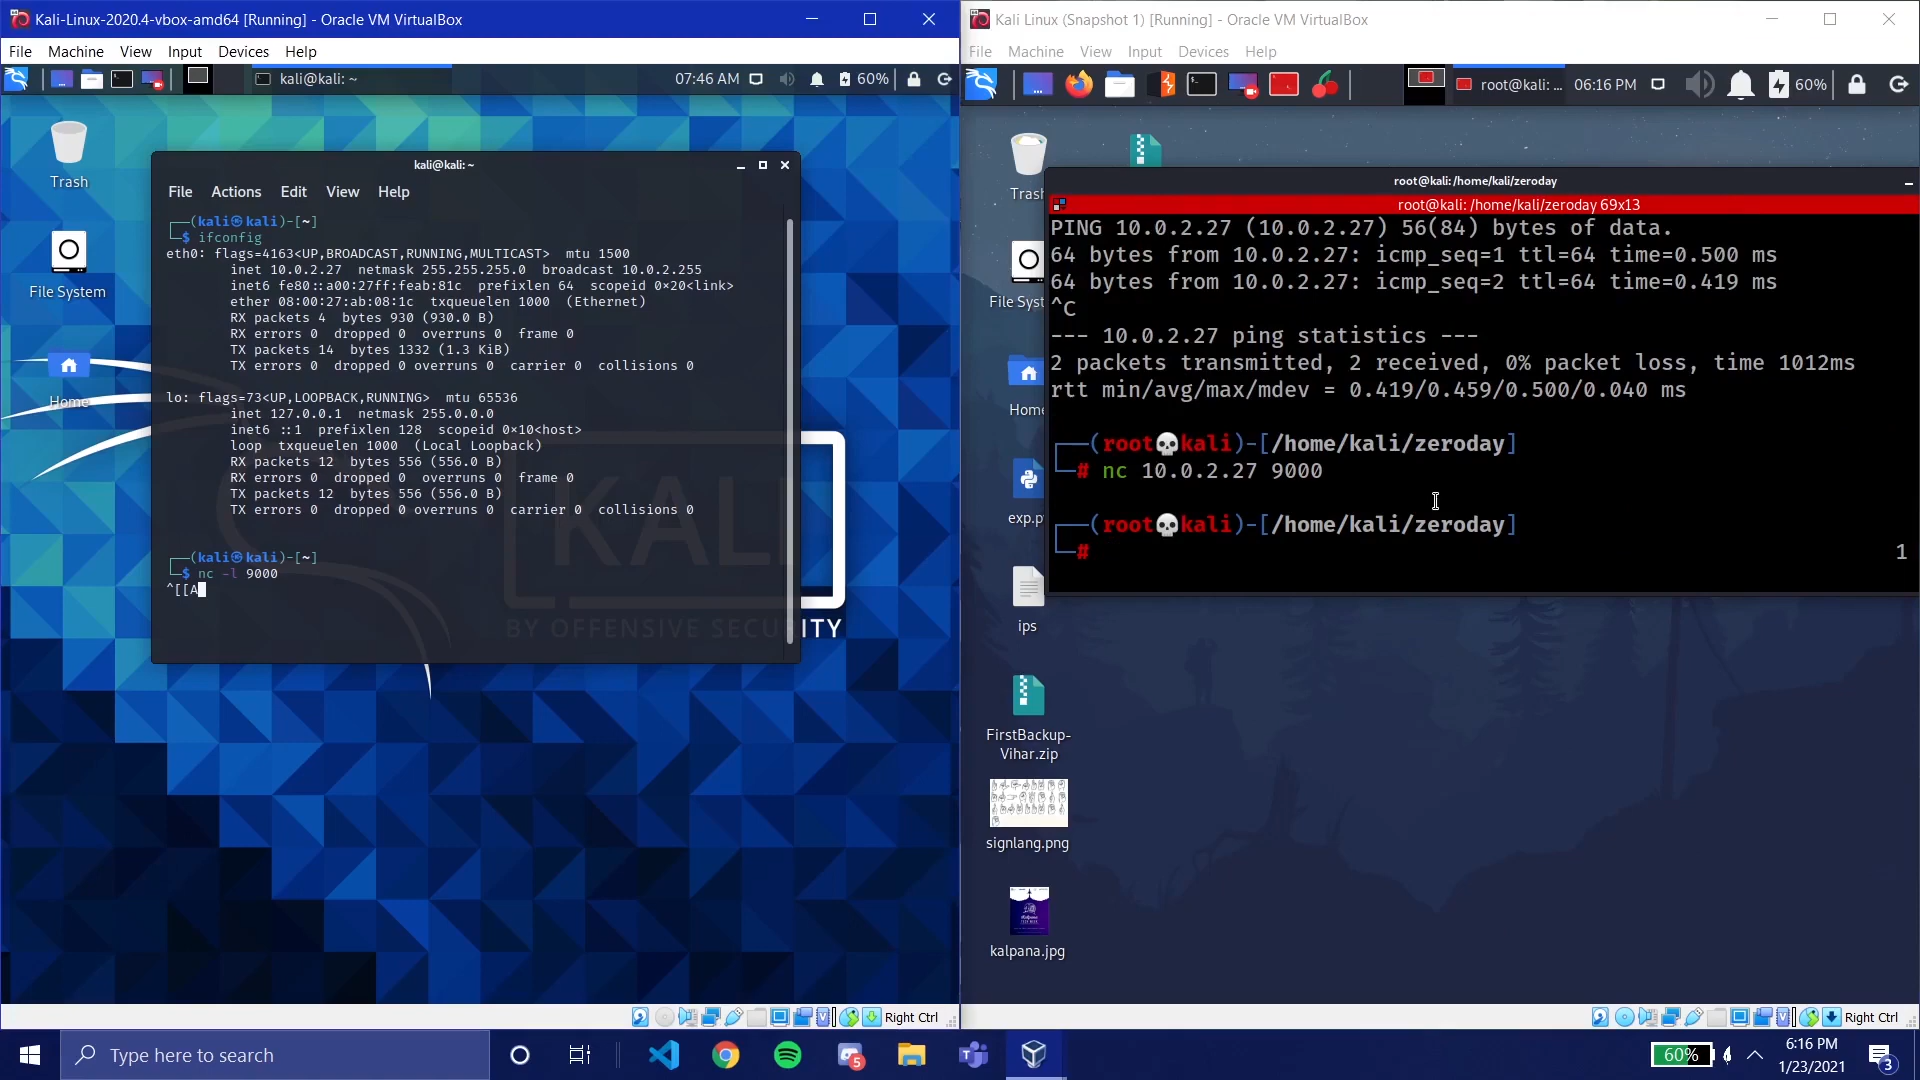 Kali-Linux-2020.4-vbox-amd64 [Running] - Oracle VM VirtualBox
File Machine View Input Devices Help
kali@kali: ~
07:46 AM
60%
Trash
File System
Home
kali@kali: ~
File Actions Edit View Help
(kali㉿kali)-[~]
$ ifconfig
eth0: flags=4163<UP,BROADCAST,RUNNING,MULTICAST> mtu 1500
inet 10.0.2.27 netmask 255.255.255.0 broadcast 10.0.2.255
inet6 fe80::a00:27ff:feab:81c prefixlen 64 scopeid 0×20<link>
ether 08:00:27:ab:08:1c txqueuelen 1000 (Ethernet)
RX packets 4 bytes 930 (930.0 B)
RX errors 0 dropped 0 overruns 0 frame 0
TX packets 14 bytes 1332 (1.3 KiB)
TX errors 0 dropped 0 overruns 0 carrier 0 collisions 0
lo: flags=73<UP,LOOPBACK,RUNNING> mtu 65536
inet 127.0.0.1 netmask 255.0.0.0
inet6 ::1 prefixlen 128 scopeid 0×10<host>
loop txqueuelen 1000 (Local Loopback)
RX packets 12 bytes 556 (556.0 B)
RX errors 0 dropped 0 overruns 0 frame 0
TX packets 12 bytes 556 (556.0 B)
TX errors 0 dropped 0 overruns 0 carrier 0 collisions 0
(kali㉿kali)-[~]
$ nc -l 9000
^[[A
KALI
BY OFFENSIVE SECURITY
Right Ctrl
Kali Linux (Snapshot 1) [Running] - Oracle VM VirtualBox
File Machine View Input Devices Help
root@kali: ...
06:16 PM
60%
Trash
File Syst
Home
exp.p
ips
FirstBackup-
Vihar.zip
signlang.png
kalpana.jpg
root@kali:/home/kali/zeroday
root@kali: /home/kali/zeroday 69x13
PING 10.0.2.27 (10.0.2.27) 56(84) bytes of data.
64 bytes from 10.0.2.27: icmp_seq=1 ttl=64 time=0.500 ms
64 bytes from 10.0.2.27: icmp_seq=2 ttl=64 time=0.419 ms
^C
--- 10.0.2.27 ping statistics ---
2 packets transmitted, 2 received, 0% packet loss, time 1012ms
rtt min/avg/max/mdev = 0.419/0.459/0.500/0.040 ms
(root💀kali)-[/home/kali/zeroday]
# nc 10.0.2.27 9000
(root💀kali)-[/home/kali/zeroday]
#
1
Right Ctrl
Type here to search
5
60%
6:16 PM
1/23/2021
3